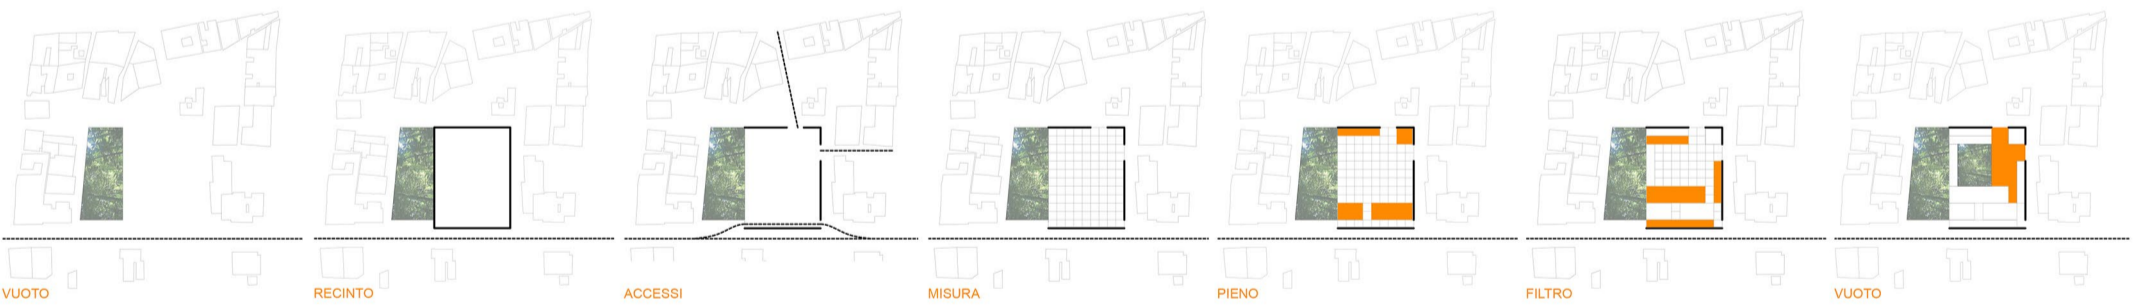 VUOTO
RECINTO
ACCESSI
MISURA
PIENO
FILTRO
VUOTO